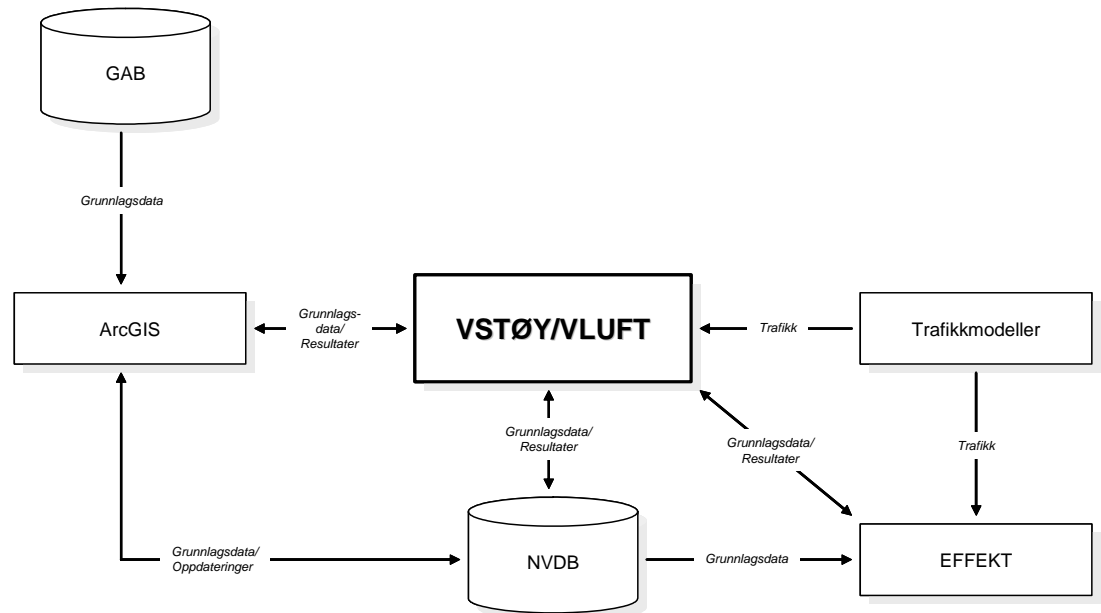 GAB
Grunnlagsdata
ArcGIS
Grunnlags-
data/
Resultater
VSTØY/VLUFT
Trafikk
Trafikkmodeller
Grunnlagsdata/
Resultater
Grunnlagsdata/
Resultater
Trafikk
Grunnlagsdata/
Oppdateringer
NVDB
Grunnlagsdata
EFFEKT